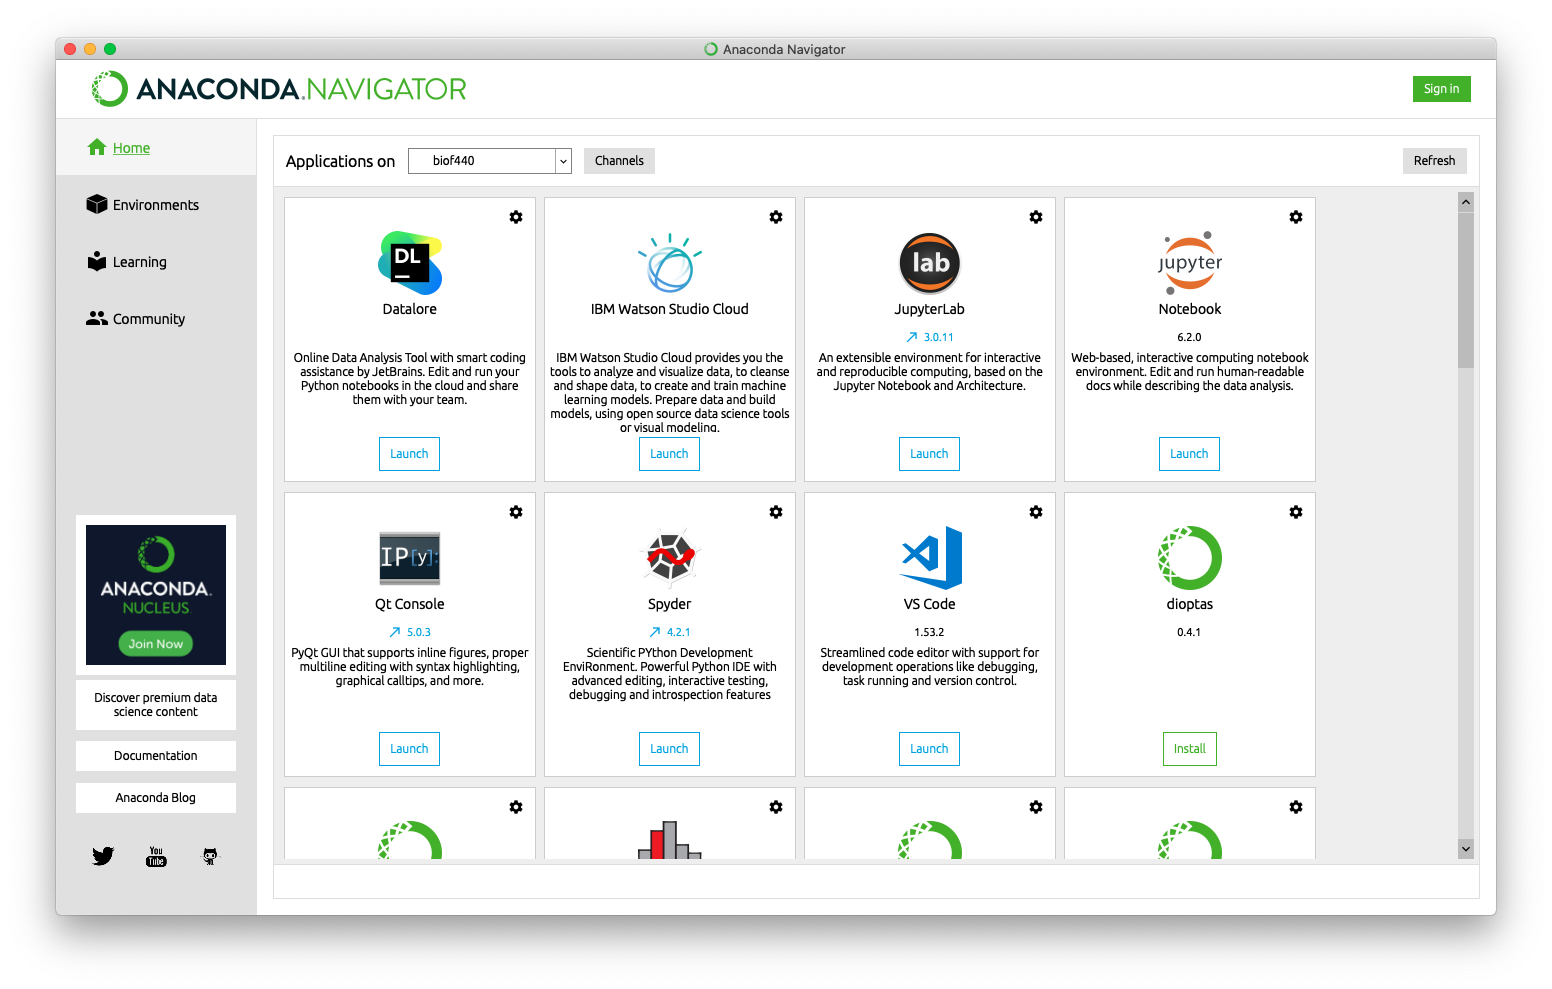 Anaconda Navigator
ANACONDA.NAVIGATOR
Sign in
Home
Environments
Learning
Community
ANACONDA.
NUCLEUS
Join Now
Discover premium data
science content
Documentation
Anaconda Blog
You
Tube
Applications on
biof440
Channels
Refresh
DL
Datalore
Online Data Analysis Tool with smart coding
assistance by JetBrains. Edit and run your
Python notebooks in the cloud and share
them with your team.
Launch
IBM Watson Studio Cloud
IBM Watson Studio Cloud provides you the
tools to analyze and visualize data, to cleanse
and shape data, to create and train machine
learning models. Prepare data and build
models, using open source data science tools
or visual modeling.
Launch
lab
JupyterLab
3.0.11
An extensible environment for interactive
and reproducible computing, based on the
Jupyter Notebook and Architecture.
Launch
jupyter
Notebook
6.2.0
Web-based, interactive computing notebook
environment. Edit and run human-readable
docs while describing the data analysis.
Launch
IP[y]:
Qt Console
5.0.3
PyQt GUI that supports inline figures, proper
multiline editing with syntax highlighting,
graphical calltips, and more.
Launch
Spyder
4.2.1
Scientific PYthon Development
EnviRonment. Powerful Python IDE with
advanced editing, interactive testing,
debugging and introspection features
Launch
VS Code
1.53.2
Streamlined code editor with support for
development operations like debugging,
task running and version control.
Launch
dioptas
0.4.1
Install